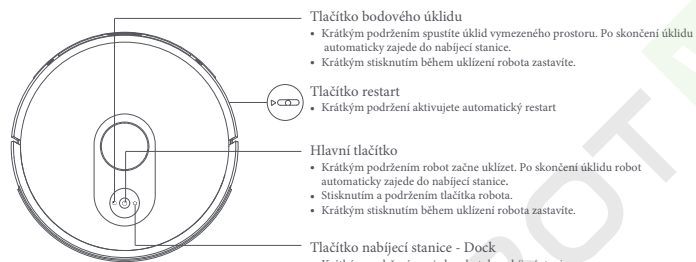 Tlačítko bodového úklidu
• Krátkým podržením spustíte úklid vymezeného prostoru. Po skončení úklidu
automaticky zajede do nabíjecí stanice.
• Krátkým stisknutím během uklízení robota zastavíte.
Tlačítko restart
• Krátkým podržení aktivujete automatický restart
Hlavní tlačítko
• Krátkým podržením robot začne uklízet. Po skončení úklidu robot
automaticky zajede do nabíjecí stanice.
• Stisknutím a podržením tlačítka robota.
• Krátkým stisknutím během uklízení robota zastavíte.
Tlačítko nabíjecí stanice - Dock